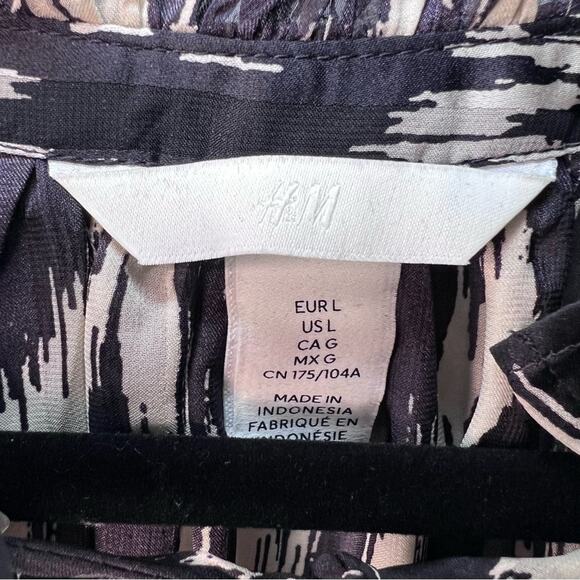 H&M
EUR L
US L
CA G
MX G
CN 175/104A
MADE IN
INDONESIA
FABRIQUÉ EN
INDONÉSIE